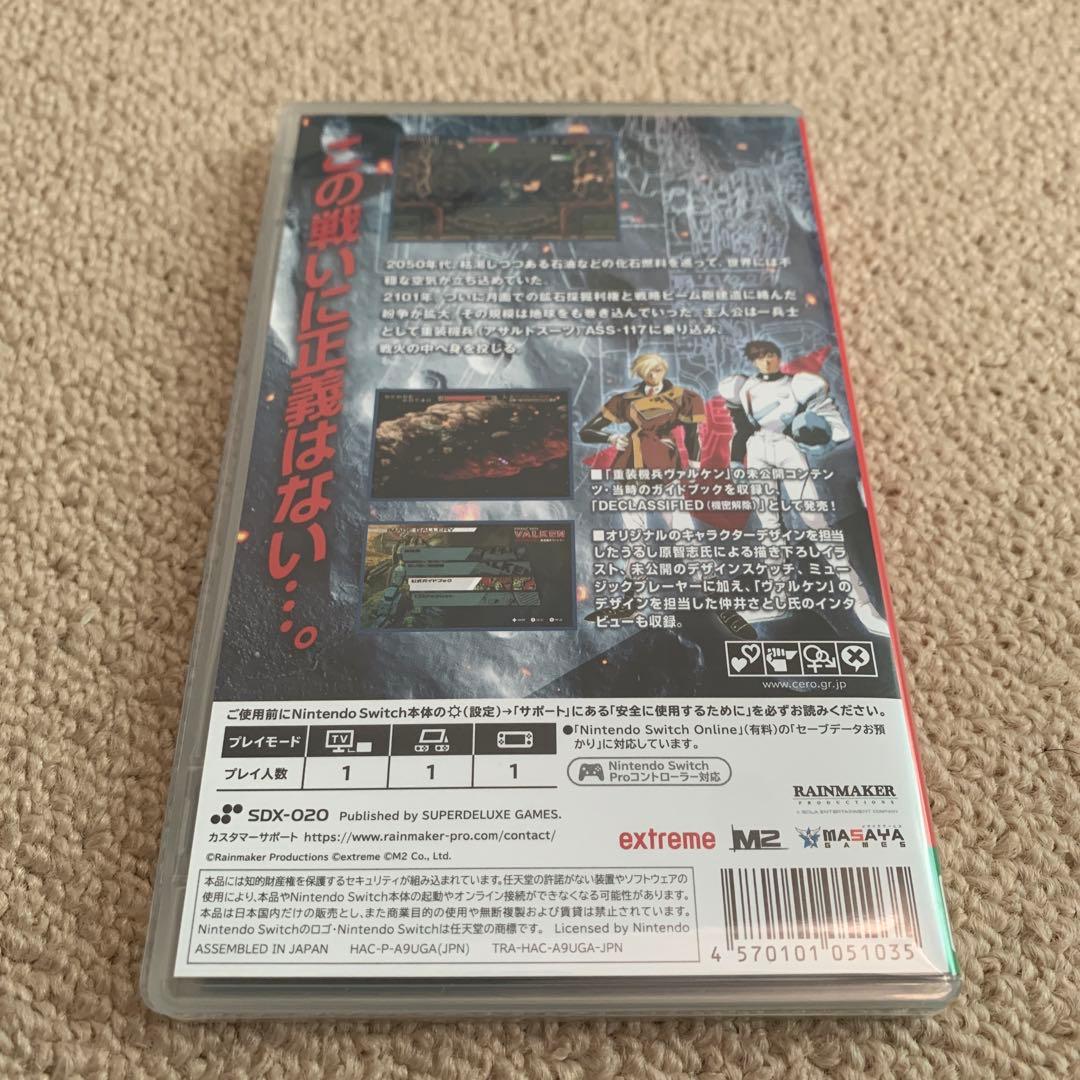 この戦いに正義はない…。
2050年代、枯渇しつつある石油などの化石燃料を巡って、世界には不
穏な空気が立ち込めていた。
2101年、ついに月面での鉱石採掘利権と戦略ビーム砲建造に絡んだ
紛争が拡大、その規模は地球をも巻き込んでいった。主人公は一兵士
として重装機兵(アサルドスーツ)ASS-117に乗り込み、
戦火の中へ身を投じる。
■「重装機兵ヴァルケン」の未公開コンテン
ツ・当時のガイドブックを収録し、
「DECLASSIFIED(機密解除)」として発売!
IMAGE GALLERY
VALKEN
公式ガイドブック
■オリジナルのキャラクターデザインを担当
したうるし原智志氏による描き下ろしイラ
スト、未公開のデザインスケッチ、ミュー
ジックプレーヤーに加え、「ヴァルケン」の
デザインを担当した仲井さとし氏のインタ
ビューも収録。
www.cero.gr.jp
ご使用前にNintendo Switch本体の(設定)→「サポート」にある「安全に使用するために」を必ずお読みください。
プレイモード TV
プレイ人数 1 1 1
●「Nintendo Switch Online」(有料)の「セーブデータお預
かり」に対応しています。
Nintendo Switch
Proコントローラー対応
SDX-020 Published by SUPERDELUXE GAMES.
カスタマーサポート https://www.rainmaker-pro.com/contact/
©Rainmaker Productions ©extreme ©M2 Co., Ltd.
RAINMAKER
PRODUCTIONS
extreme M2 MASAYA
GAMES
本品には知的財産権を保護するセキュリティが組み込まれています。任天堂の許諾がない装置やソフトウェアの
使用により、本品やNintendo Switch本体の起動やオンライン接続ができなくなる可能性があります。
本品は日本国内だけの販売とし、また商業目的の使用や無断複製および賃貸は禁止されています。
Nintendo Switchのロゴ・Nintendo Switchは任天堂の商標です。 Licensed by Nintendo
ASSEMBLED IN JAPAN HAC-P-A9UGA(JPN) TRA-HAC-A9UGA-JPN
4 570101 051035